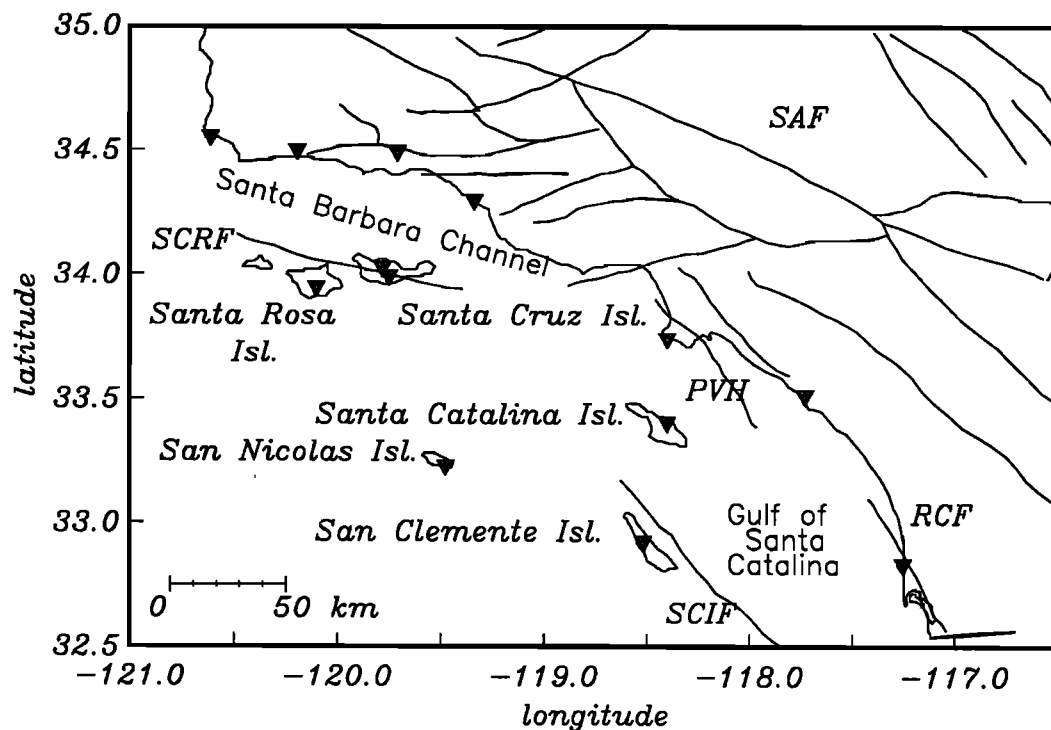 35.0
34.5
34.0
33.5
33.0
32.5
latitude
SAF
Santa Barbara Channel
SCRF
Santa Rosa
Isl.
Santa Cruz Isl.
PVH
Santa Catalina Isl.
San Nicolas Isl.
San Clemente Isl.
Gulf of
Santa
Catalina
RCF
SCIF
0 50 km
-121.0 -120.0 -119.0 -118.0 -117.0
longitude